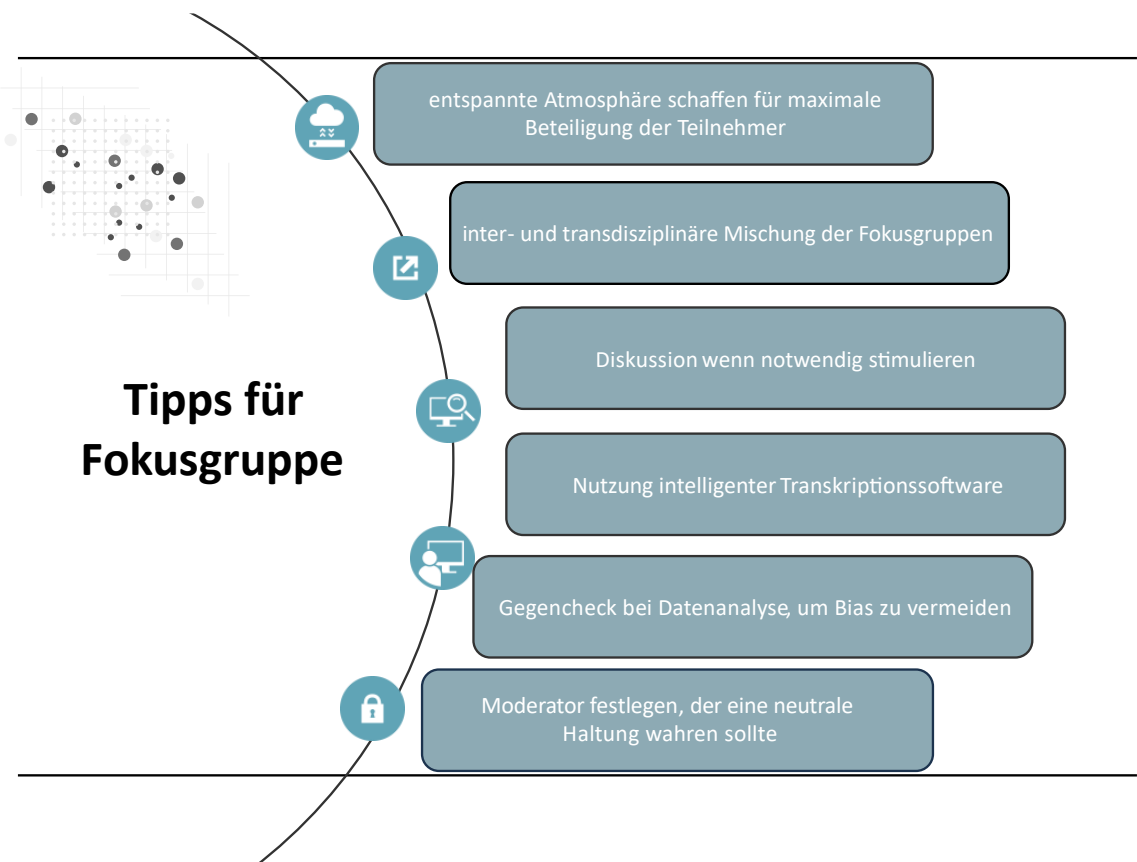 Tipps für
Fokusgruppe
entspannte Atmosphäre schaffen für maximale
Beteiligung der Teilnehmer
inter- und transdisziplinäre Mischung der Fokusgruppen
Diskussion wenn notwendig stimulieren
Nutzung intelligenter Transkriptionssoftware
Gegencheck bei Datenanalyse, um Bias zu vermeiden
Moderator festlegen, der eine neutrale
Haltung wahren sollte